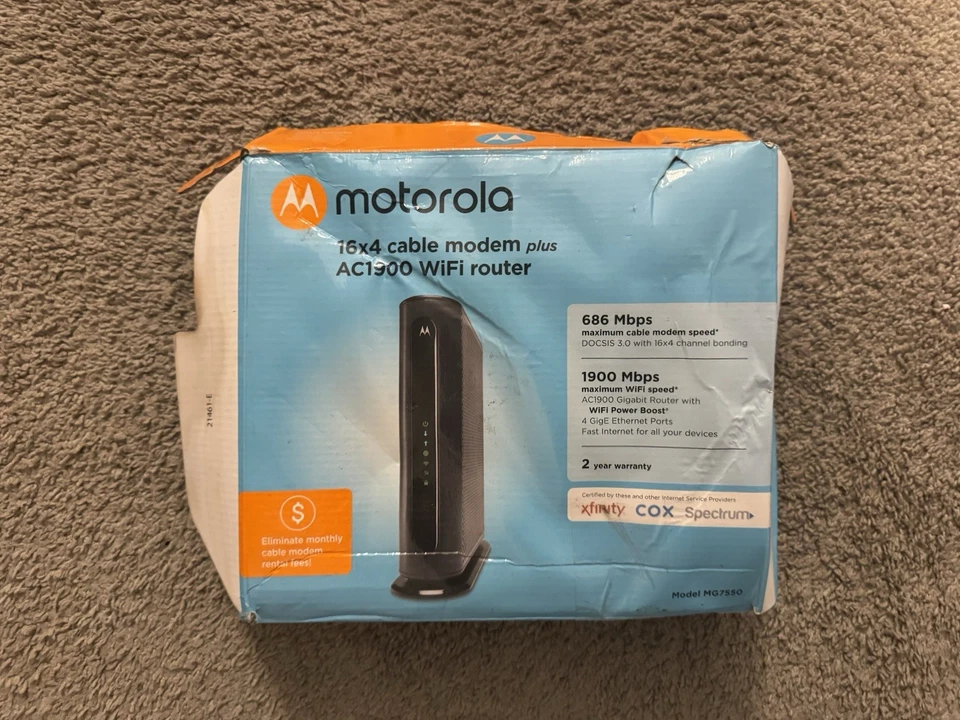 motorola
16x4 cable modem plus
AC1900 WiFi router
686 Mbps
maximum cable modem speed*
DOCSIS 3.0 with 16x4 channel bonding
1900 Mbps
maximum WiFi speed*
AC1900 Gigabit Router with
WiFi Power Boost*
4 GigE Ethernet Ports
Fast Internet for all your devices
2 year warranty
Certified by these and other Internet Service Providers
xfinity COX Spectrum
21461-E
$
Eliminate monthly
cable modem
rental fees!
Model MG7550